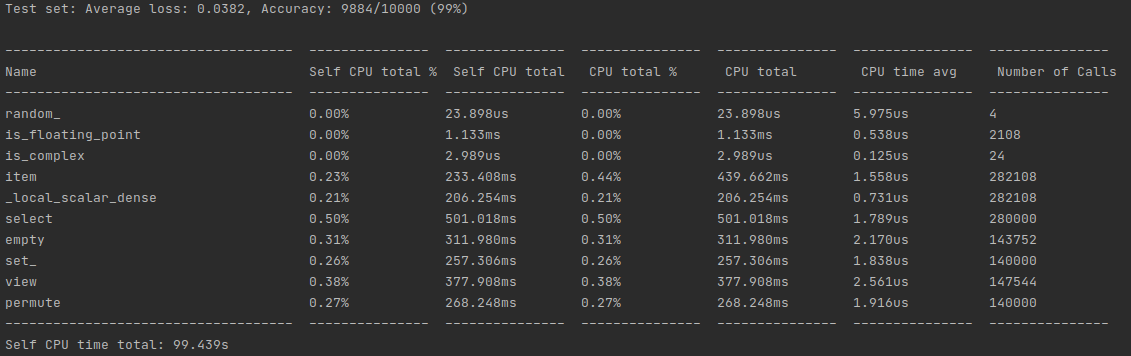 Test set: Average loss: 0.0382, Accuracy: 9884/10000 (99%)
------------------------------------  ---------------  ---------------  ---------------  ---------------  ---------------  ---------------
Name                                  Self CPU total %  Self CPU total   CPU total %      CPU total        CPU time avg     Number of Calls
------------------------------------  ---------------  ---------------  ---------------  ---------------  ---------------  ---------------
random_                               0.00%            23.898us         0.00%            23.898us         5.975us          4
is_floating_point                     0.00%            1.133ms          0.00%            1.133ms          0.538us          2108
is_complex                            0.00%            2.989us          0.00%            2.989us          0.125us          24
item                                  0.23%            233.408ms        0.44%            439.662ms        1.558us          282108
_local_scalar_dense                   0.21%            206.254ms        0.21%            206.254ms        0.731us          282108
select                                0.50%            501.018ms        0.50%            501.018ms        1.789us          280000
empty                                 0.31%            311.980ms        0.31%            311.980ms        2.170us          143752
set_                                  0.26%            257.306ms        0.26%            257.306ms        1.838us          140000
view                                  0.38%            377.908ms        0.38%            377.908ms        2.561us          147544
permute                               0.27%            268.248ms        0.27%            268.248ms        1.916us          140000
------------------------------------  ---------------  ---------------  ---------------  ---------------  ---------------  ---------------
Self CPU time total: 99.439s